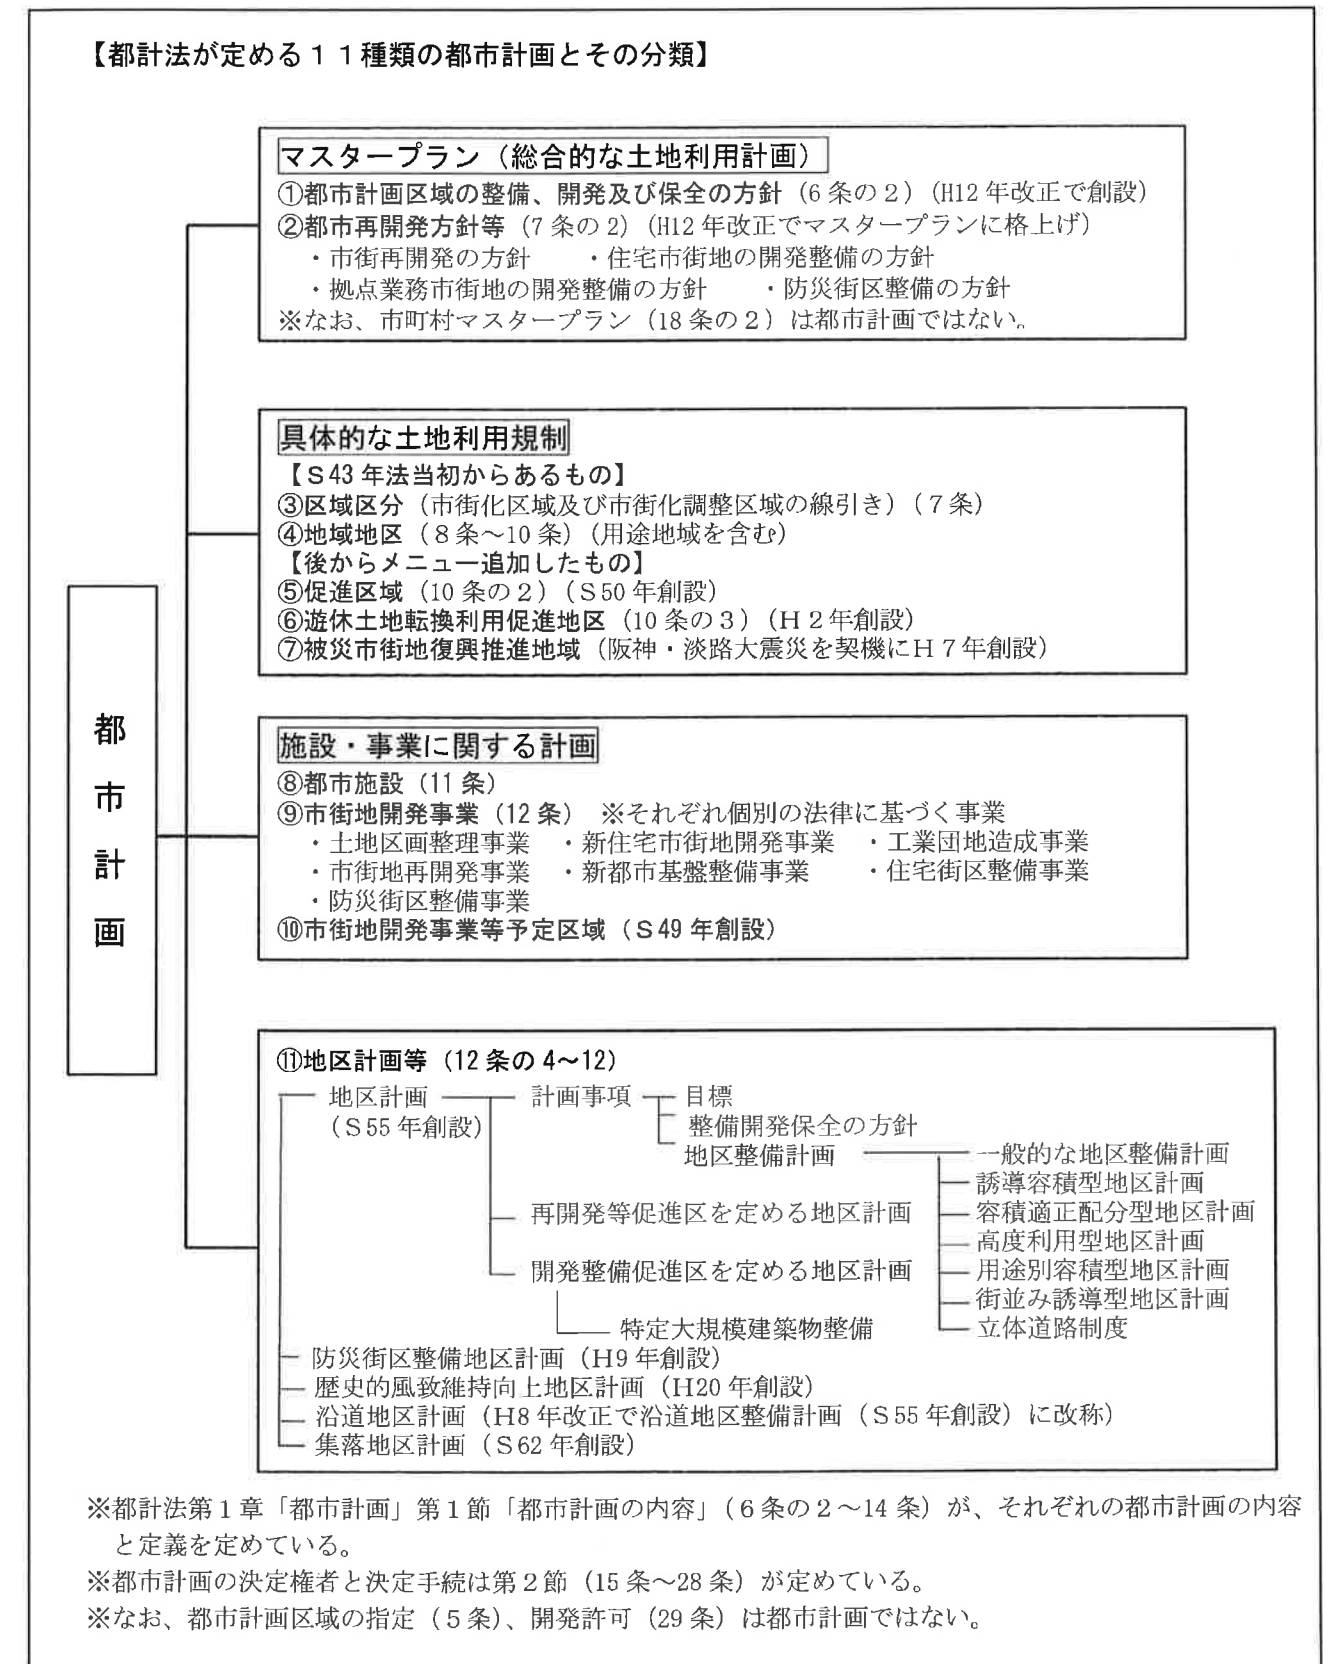 【都計法が定める１１種類の都市計画とその分類】
マスタープラン（総合的な土地利用計画）
①都市計画区域の整備、開発及び保全の方針（6条の２）（H12年改正で創設）
②都市再開発方針等（7条の2）（H12年改正でマスタープランに格上げ）
・市街再開発の方針　・住宅市街地の開発整備の方針
・拠点業務市街地の開発整備の方針　・防災街区整備の方針
※なお、市町村マスタープラン（18条の２）は都市計画ではない。
具体的な土地利用規制
【Ｓ43年法当初からあるもの】
③区域区分（市街化区域及び市街化調整区域の線引き）（７条）
④地域地区（８条～10条）（用途地域を含む）
【後からメニュー追加したもの】
⑤促進区域（10条の２）（Ｓ50年創設）
⑥遊休土地転換利用促進地区（10条の３）（Ｈ２年創設）
⑦被災市街地復興推進地域（阪神・淡路大震災を契機にＨ７年創設）
都市計画
施設・事業に関する計画
⑧都市施設（11条）
⑨市街地開発事業（12条）　※それぞれ個別の法律に基づく事業
・土地区画整理事業　・新住宅市街地開発事業　・工業団地造成事業
・市街地再開発事業　・新都市基盤整備事業　・住宅街区整備事業
・防災街区整備事業
⑩市街地開発事業等予定区域（Ｓ49年創設）
⑪地区計画等（12条の4～12）
地区計画　計画事項　目標
（Ｓ55年創設）　整備開発保全の方針
地区整備計画　一般的な地区整備計画
誘導容積型地区計画
再開発等促進区を定める地区計画　容積適正配分型地区計画
高度利用型地区計画
開発整備促進区を定める地区計画　用途別容積型地区計画
街並み誘導型地区計画
特定大規模建築物整備　立体道路制度
防災街区整備地区計画（H9年創設）
歴史的風致維持向上地区計画（H20年創設）
沿道地区計画（H8年改正で沿道地区整備計画（Ｓ55年創設）に改称）
集落地区計画（Ｓ62年創設）
※都計法第１章「都市計画」第１節「都市計画の内容」（６条の２～14条）が、それぞれの都市計画の内容
と定義を定めている。
※都市計画の決定権者と決定手続は第２節（15条～28条）が定めている。
※なお、都市計画区域の指定（５条）、開発許可（29条）は都市計画ではない。